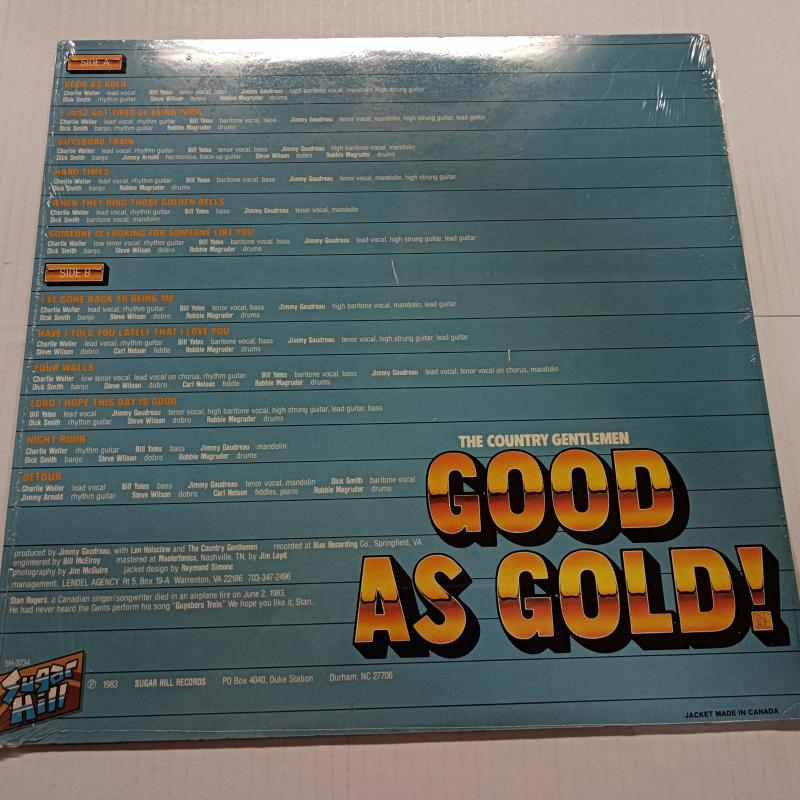 SIDE A
GOOD AS GOLD
Charlie Waller lead vocal Bill Yates tenor vocal, bass Jimmy Gaudreau high baritone vocal, mandolin, high strung guitar
Dick Smith rhythm guitar Steve Wilson dobro Robbie Magruder drums
I JUST GOT TIRED OF BEING POOR
Charlie Waller lead vocal, rhythm guitar Bill Yates baritone vocal, bass Jimmy Gaudreau tenor vocal, mandolin, high strung guitar, lead guitar
Dick Smith banjo, rhythm guitar Robbie Magruder drums
GUYSBORO TRAIN
Charlie Waller lead vocal, rhythm guitar Bill Yates tenor vocal, bass Jimmy Gaudreau high baritone vocal, mandolin
Dick Smith banjo Jimmy Arnold harmonica, back-up guitar Steve Wilson dobro Robbie Magruder drums
HARD TIMES
Charlie Waller lead vocal, rhythm guitar Bill Yates baritone vocal, bass Jimmy Gaudreau tenor vocal, mandolin, high strung guitar
Dick Smith banjo Robbie Magruder drums
WHEN THEY RING THOSE GOLDEN BELLS
Charlie Waller lead vocal, rhythm guitar Bill Yates bass Jimmy Gaudreau tenor vocal, mandolin
Dick Smith baritone vocal, mandolin
SOMEONE IS LOOKING FOR SOMEONE LIKE YOU
Charlie Waller low tenor vocal, rhythm guitar Bill Yates baritone vocal, bass Jimmy Gaudreau lead vocal, high strung guitar, lead guitar
Dick Smith banjo Steve Wilson dobro Robbie Magruder drums
SIDE B
I'VE GONE BACK TO BEING ME
Charlie Waller lead vocal, rhythm guitar Bill Yates tenor vocal, bass Jimmy Gaudreau high baritone vocal, mandolin, lead guitar
Dick Smith banjo Steve Wilson dobro Robbie Magruder drums
HAVE I TOLD YOU LATELY THAT I LOVE YOU
Charlie Waller lead vocal, rhythm guitar Bill Yates baritone vocal, bass Jimmy Gaudreau tenor vocal, high strung guitar, lead guitar
Steve Wilson dobro Carl Nelson fiddle Robbie Magruder drums
FOUR WALLS
Charlie Waller low tenor vocal, lead vocal on chorus, rhythm guitar Bill Yates baritone vocal, bass Jimmy Gaudreau lead vocal, tenor vocal on chorus, mandolin
Dick Smith banjo Steve Wilson dobro Carl Nelson fiddle Robbie Magruder drums
LORD I HOPE THIS DAY IS GOOD
Bill Yates lead vocal Jimmy Gaudreau tenor vocal, high baritone vocal, high strung guitar, lead guitar, bass
Dick Smith rhythm guitar Steve Wilson dobro Robbie Magruder drums
NIGHT RIDIN'
Charlie Waller rhythm guitar Bill Yates bass Jimmy Gaudreau mandolin
Dick Smith banjo Steve Wilson dobro Robbie Magruder drums
DETOUR
Charlie Waller lead vocal Bill Yates bass Jimmy Gaudreau tenor vocal, mandolin Dick Smith baritone vocal
Jimmy Arnold rhythm guitar Steve Wilson dobro Carl Nelson fiddles, piano Robbie Magruder drums
THE COUNTRY GENTLEMEN
GOOD
AS GOLD!
produced by Jimmy Gaudreau, with Len Holsclaw and The Country Gentlemen recorded at Bias Recording Co., Springfield, VA
engineered by Bill McElroy mastered at Masterfonics, Nashville, TN, by Jim Loyd
photography by Jim McGuire jacket design by Raymond Simone
management: LENDEL AGENCY Rt 5, Box 19-A Warrenton, VA 22186 703-347-2496
Stan Rogers, a Canadian singer/songwriter died in an airplane fire on June 2, 1983.
He had never heard the Gents perform his song "Guysboro Train." We hope you like it, Stan.
SH-3734
Sugar Hill
℗ 1983 SUGAR HILL RECORDS PO Box 4040, Duke Station Durham, NC 27706
JACKET MADE IN CANADA